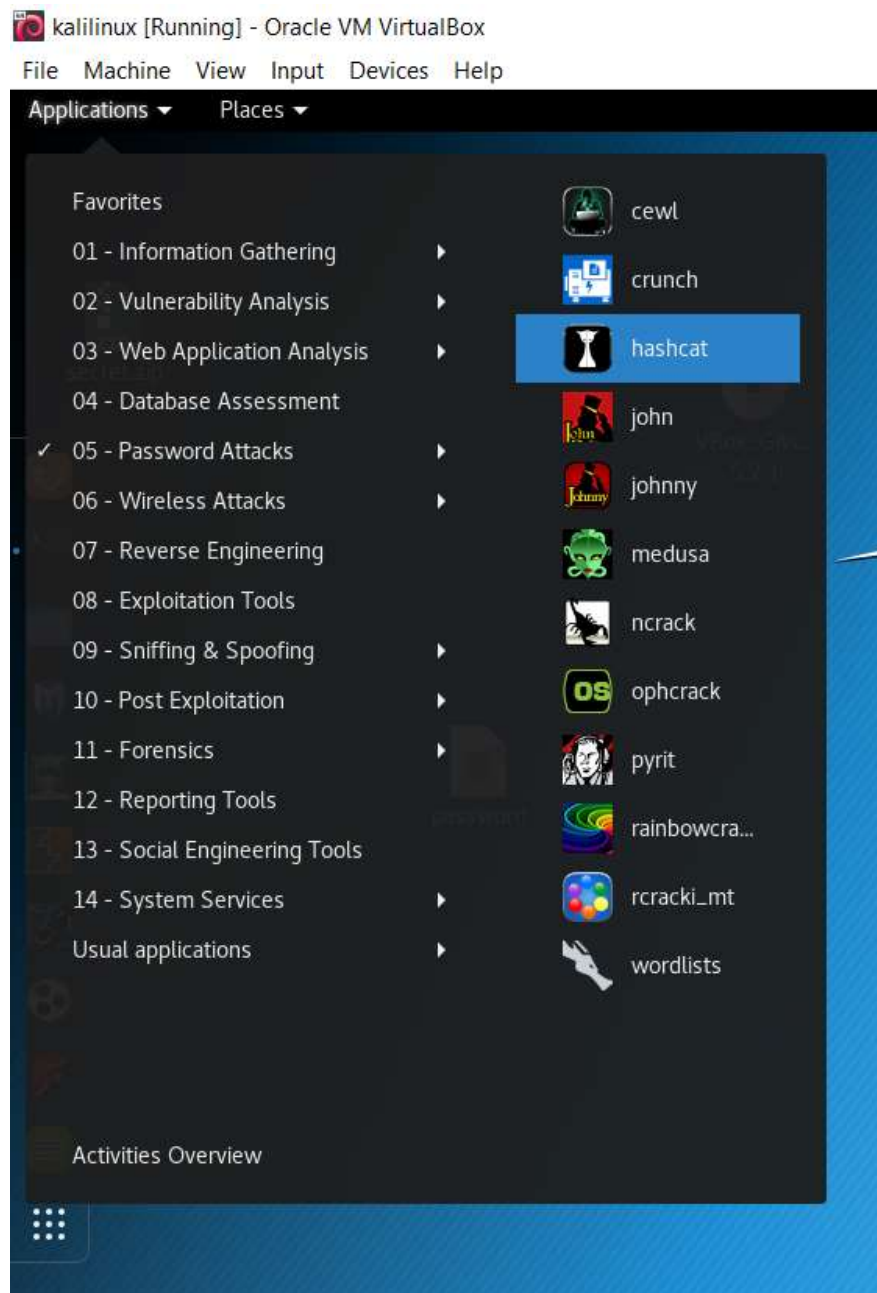 kalilinux [Running] - Oracle VM VirtualBox
File Machine View Input Devices Help
Applications Places
Favorites
01 - Information Gathering
02 - Vulnerability Analysis
03 - Web Application Analysis
04 - Database Assessment
05 - Password Attacks
06 - Wireless Attacks
07 - Reverse Engineering
08 - Exploitation Tools
09 - Sniffing & Spoofing
10 - Post Exploitation
11 - Forensics
12 - Reporting Tools
13 - Social Engineering Tools
14 - System Services
Usual applications
Activities Overview
cewl
crunch
hashcat
john
johnny
medusa
ncrack
ophcrack
pyrit
rainbowcra...
rcracki_mt
wordlists
password